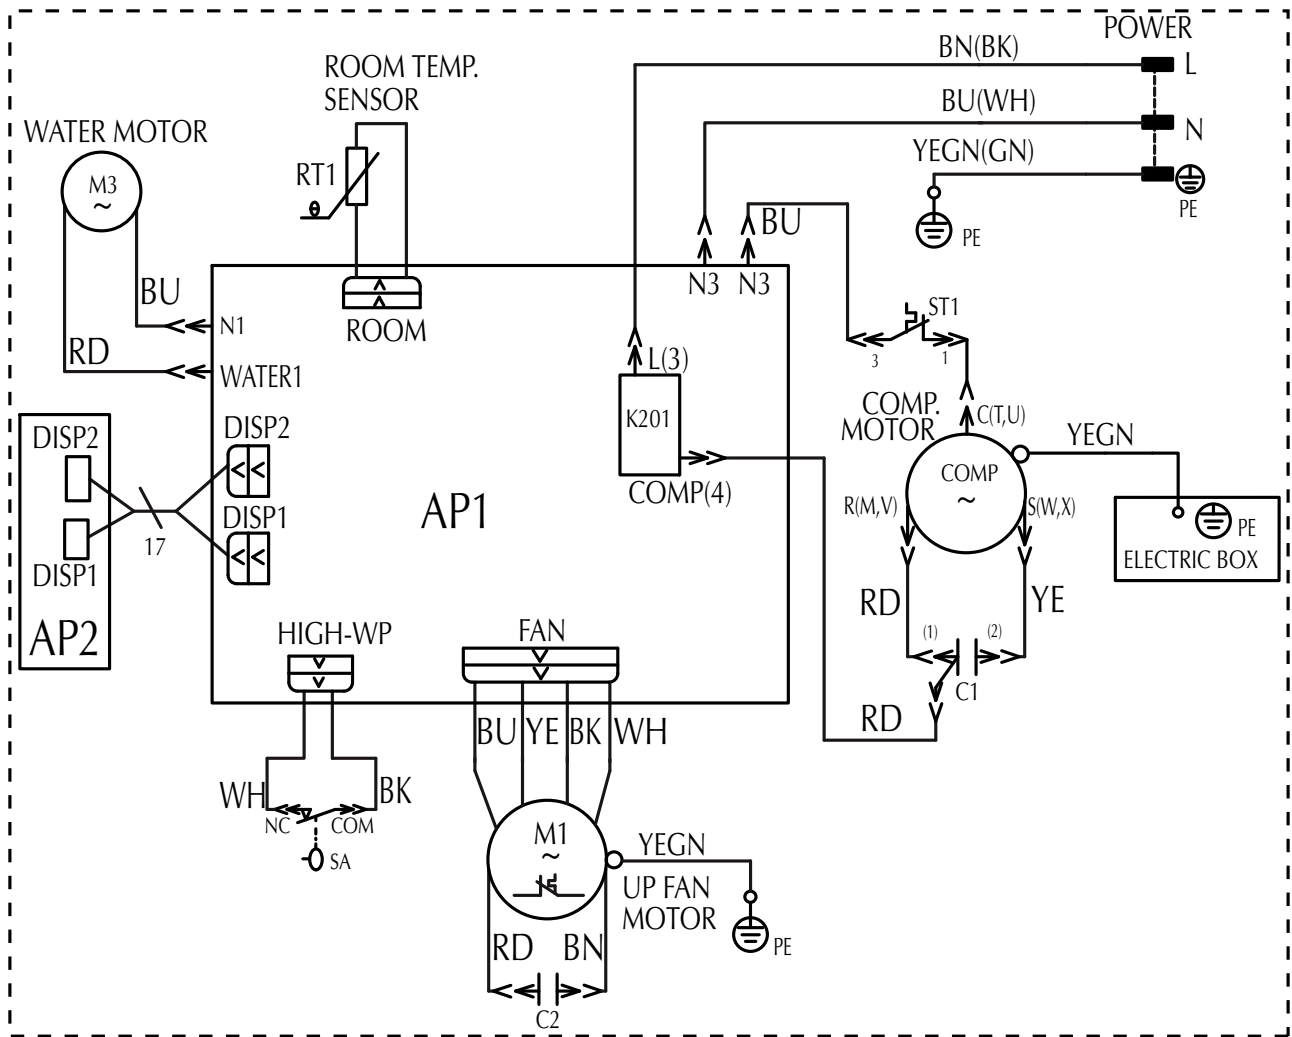 POWER
BN(BK)
L
ROOM TEMP.
SENSOR
BU(WH)
N
WATER MOTOR
YEGN(GN)
M3
~
RT1
θ
PE
BU
PE
BU
N3
N3
ROOM
N1
ST1
RD
L(3)
3
1
WATER1
K201
COMP.
MOTOR
C(T,U)
DISP2
DISP2
YEGN
COMP
~
COMP(4)
R(M,V)
S(W,X)
AP1
DISP1
17
PE
ELECTRIC BOX
DISP1
RD
YE
AP2
HIGH-WP
FAN
(1)
(2)
C1
RD
BU
YE
BK
WH
WH
BK
NC
COM
SA
M1
~
YEGN
UP FAN
MOTOR
PE
RD
BN
C2